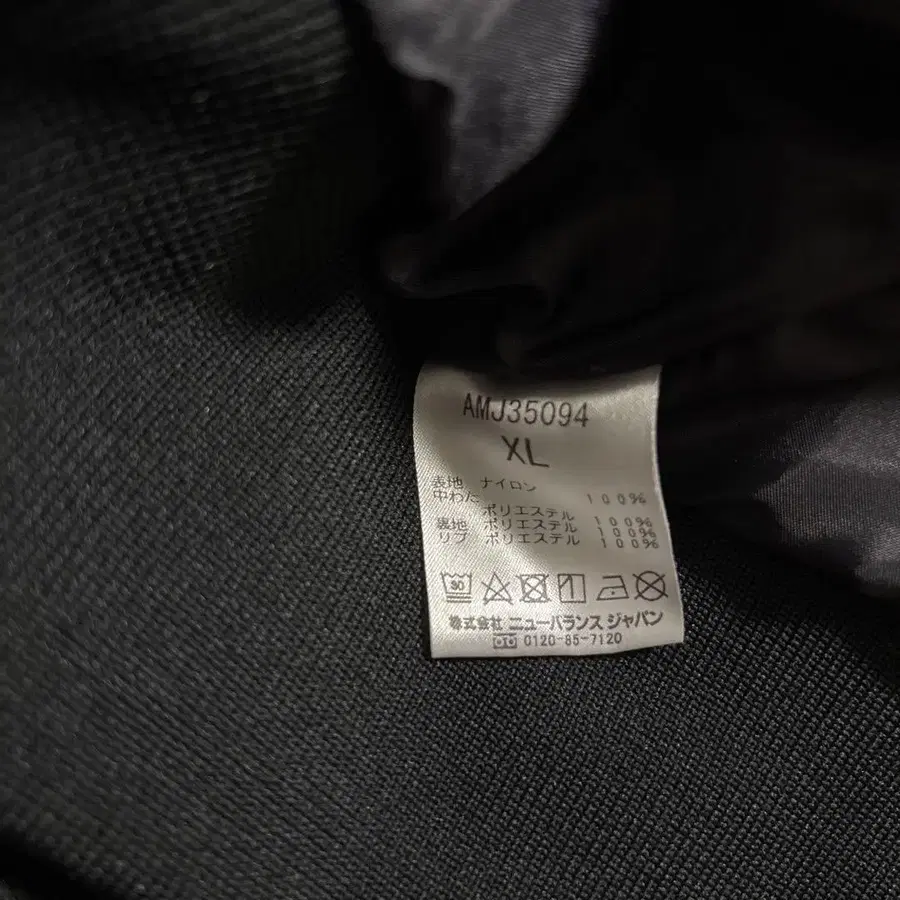 AMJ35094
XL
表地 ナイロン 100%
中わた
ポリエステル 100%
裏地 ポリエステル 100%
リブ ポリエステル 100%
30
株式会社 ニューバランス ジャパン
0120-85-7120